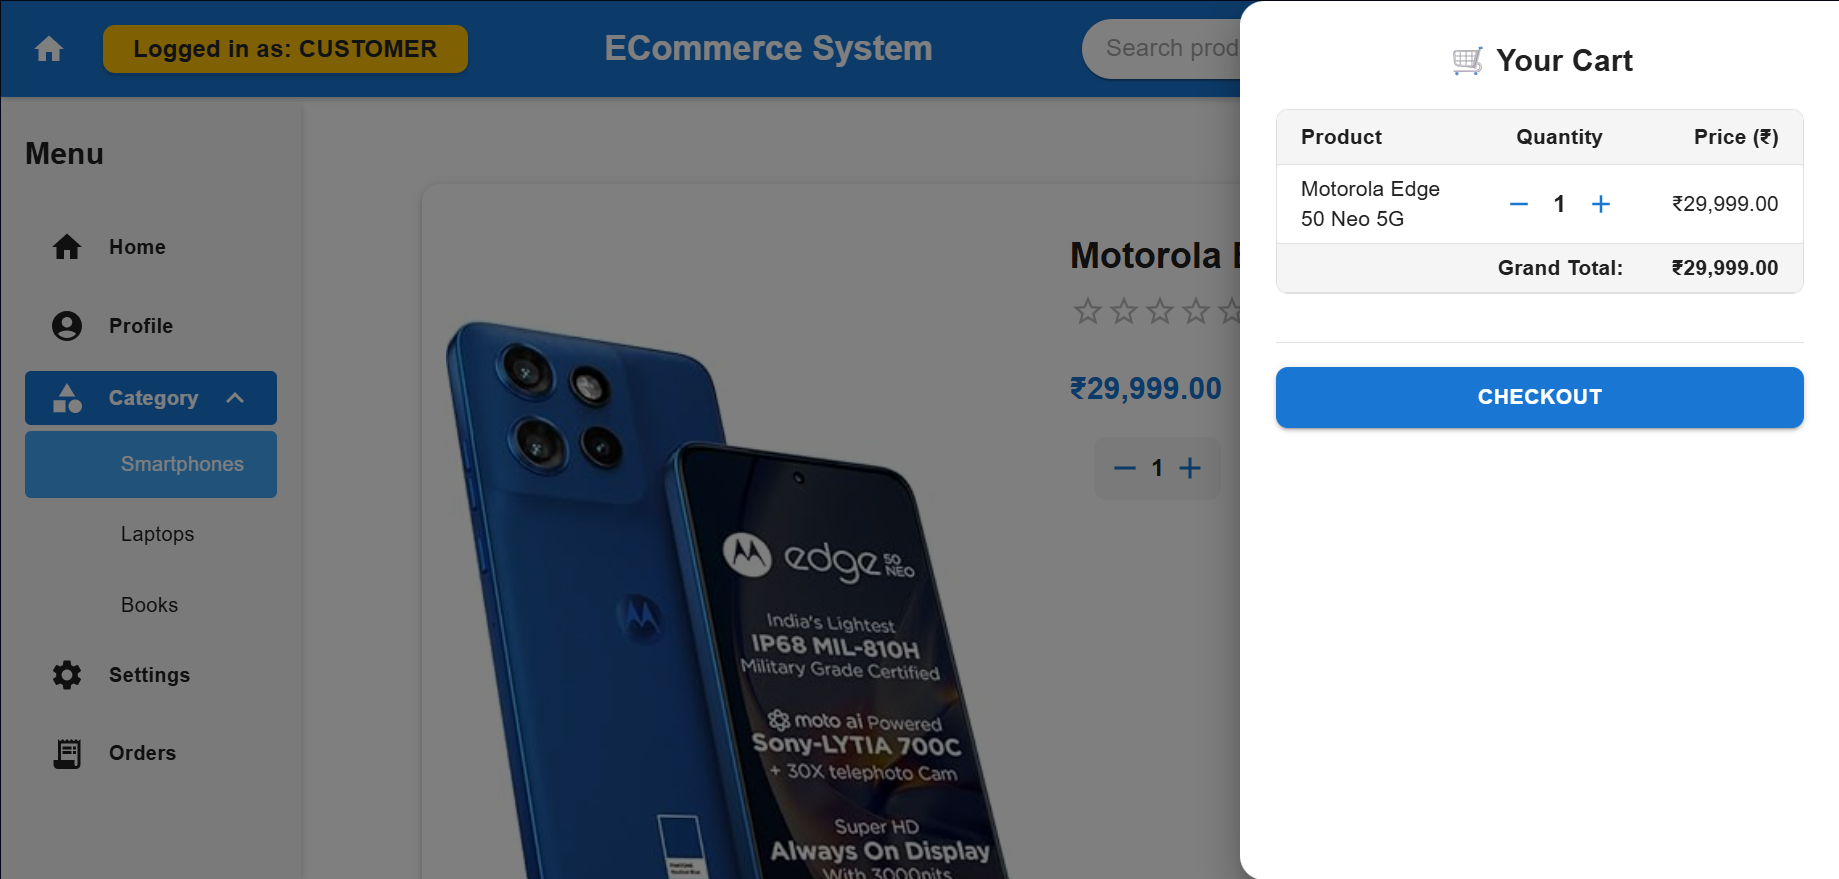 Logged in as: CUSTOMER
ECommerce System
Search prod
Menu
Home
Profile
Category
Smartphones
Laptops
Books
Settings
Orders
edge 50 NEO
India's Lightest
IP68 MIL-810H
Military Grade Certified
moto ai Powered
Sony-LYTIA 700C
+ 30X telephoto Cam
Super HD
Always On Display
With 3000nits
PANTONE
Motorola E
₹29,999.00
1
Your Cart
Product Quantity Price (₹)
Motorola Edge
50 Neo 5G
1 ₹29,999.00
Grand Total: ₹29,999.00
CHECKOUT